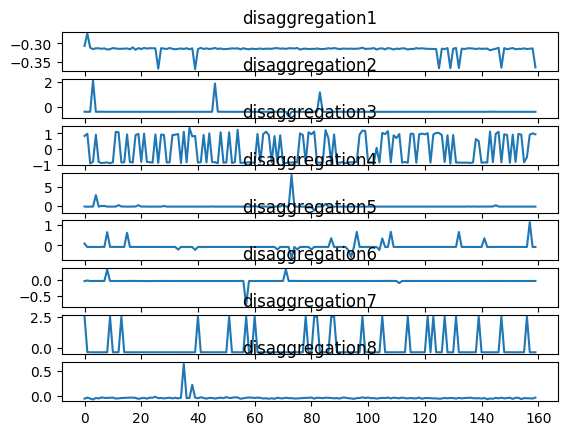 disaggregation1
−0.30
−0.35
disaggregation2
2
0
disaggregation3
1
0
−1
disaggregation4
5
0
disaggregation5
1
0
disaggregation6
0.0
−0.5
disaggregation7
2.5
0.0
disaggregation8
0.5
0.0
0 20 40 60 80 100 120 140 160